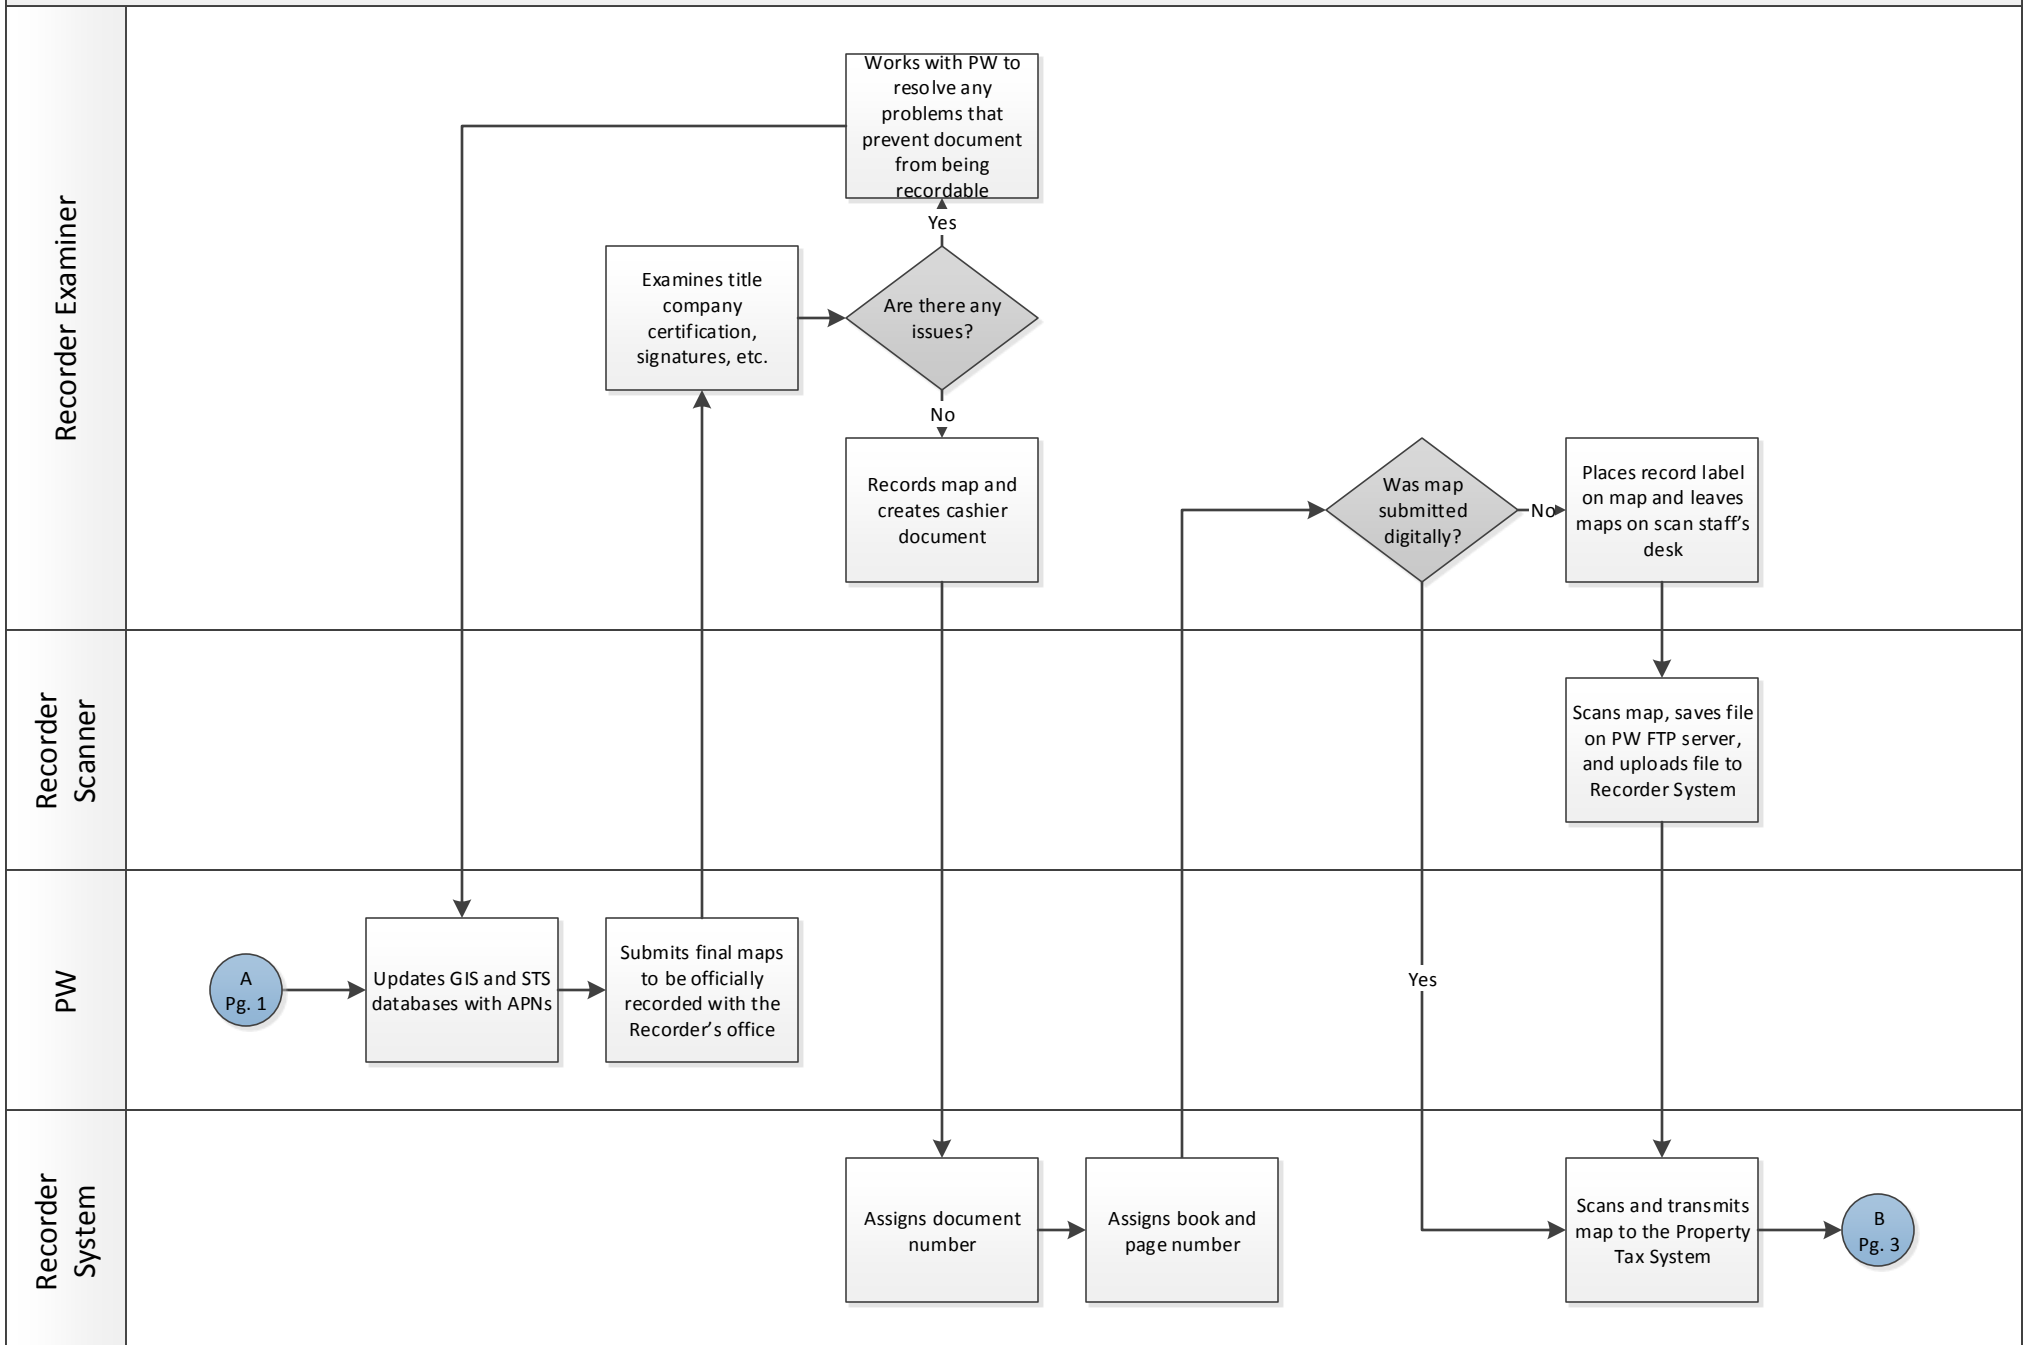 Recorder Examiner
Works with PW to
resolve any
problems that
prevent document
from being
recordable
Yes
Examines title
company
certification,
signatures, etc.
Are there any
issues?
No
Records map and
creates cashier
document
Was map
submitted
digitally?
No
Places record label
on map and leaves
maps on scan staff’s
desk
Recorder
Scanner
Scans map, saves file
on PW FTP server,
and uploads file to
Recorder System
PW
A
Pg. 1
Updates GIS and STS
databases with APNs
Submits final maps
to be officially
recorded with the
Recorder’s office
Yes
Recorder
System
Assigns document
number
Assigns book and
page number
Scans and transmits
map to the Property
Tax System
B
Pg. 3